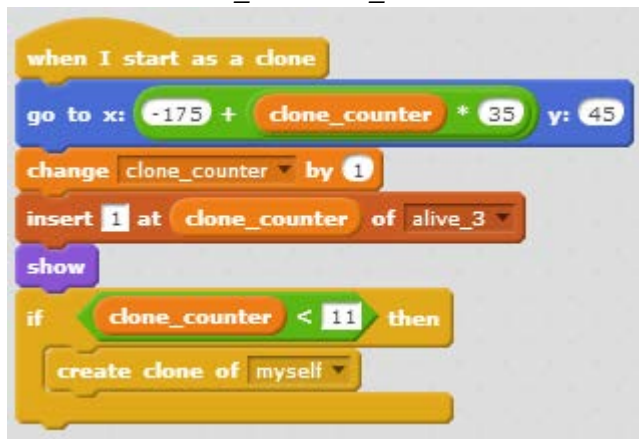 when I start as a clone
go to x: -175 + clone_counter * 35 y: 45
change clone_counter by 1
insert 1 at clone_counter of alive_3
show
if clone_counter < 11 then
create clone of myself